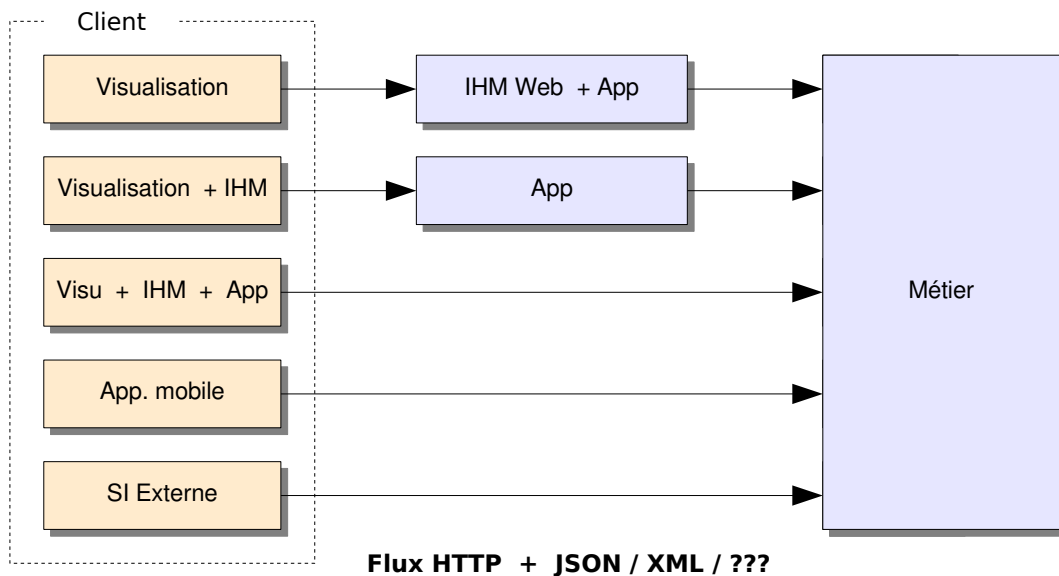 Client
Visualisation
IHM Web + App
Visualisation + IHM
App
Visu + IHM + App
Métier
App. mobile
SI Externe
Flux HTTP + JSON / XML / ???